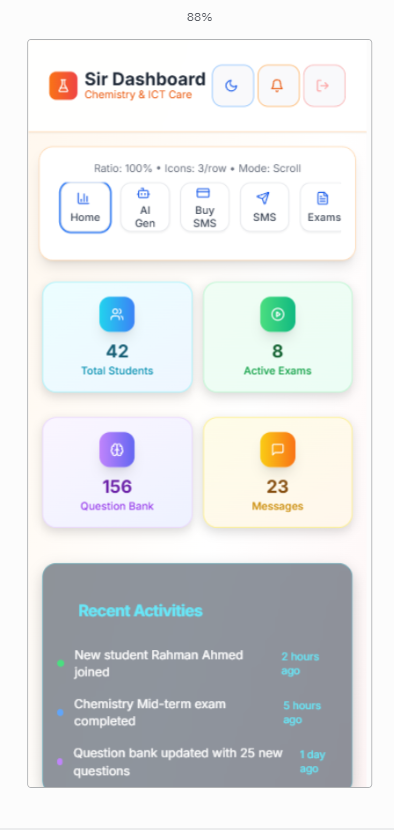 88%
Sir Dashboard
Chemistry & ICT Care
Ratio: 100% • Icons: 3/row • Mode: Scroll
Home
AI
Gen
Buy
SMS
SMS
Exams
42
Total Students
8
Active Exams
156
Question Bank
23
Messages
Recent Activities
New student Rahman Ahmed
joined
2 hours
ago
Chemistry Mid-term exam
completed
5 hours
ago
Question bank updated with 25 new
questions
1 day
ago